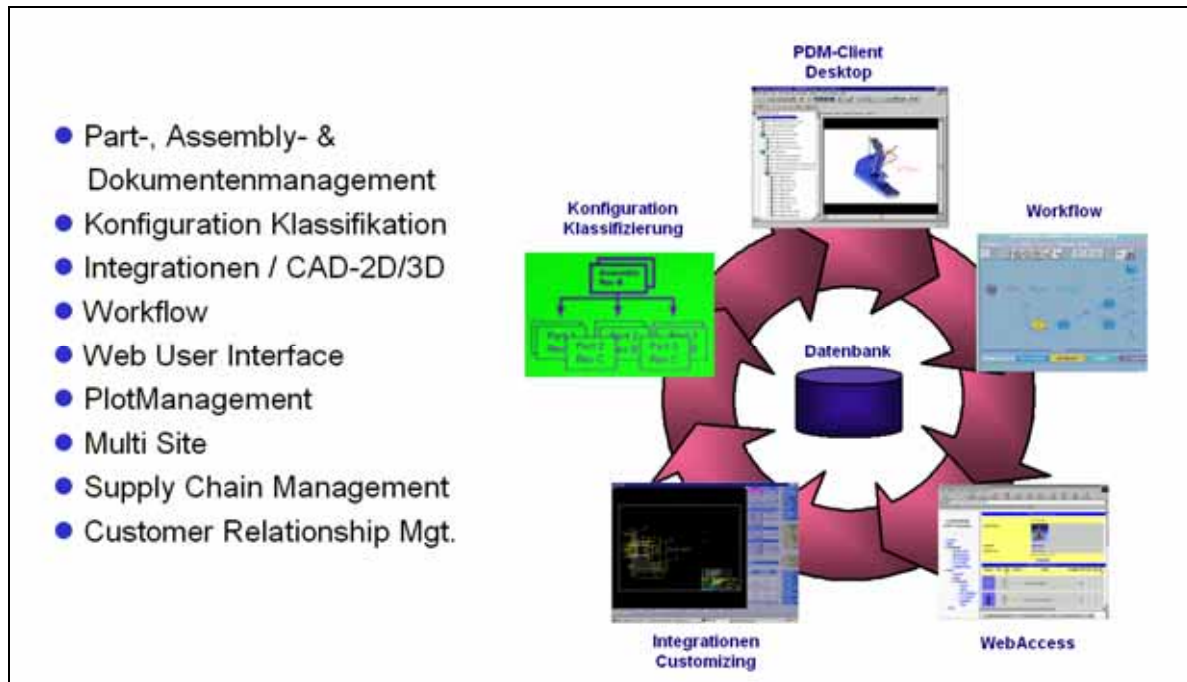 Part-, Assembly- &
Dokumentenmanagement
Konfiguration Klassifikation
Integrationen / CAD-2D/3D
Workflow
Web User Interface
PlotManagement
Multi Site
Supply Chain Management
Customer Relationship Mgt.
PDM-Client
Desktop
Konfiguration
Klassifizierung
Workflow
Assembly
Datenbank
Integrationen
Customizing
WebAccess